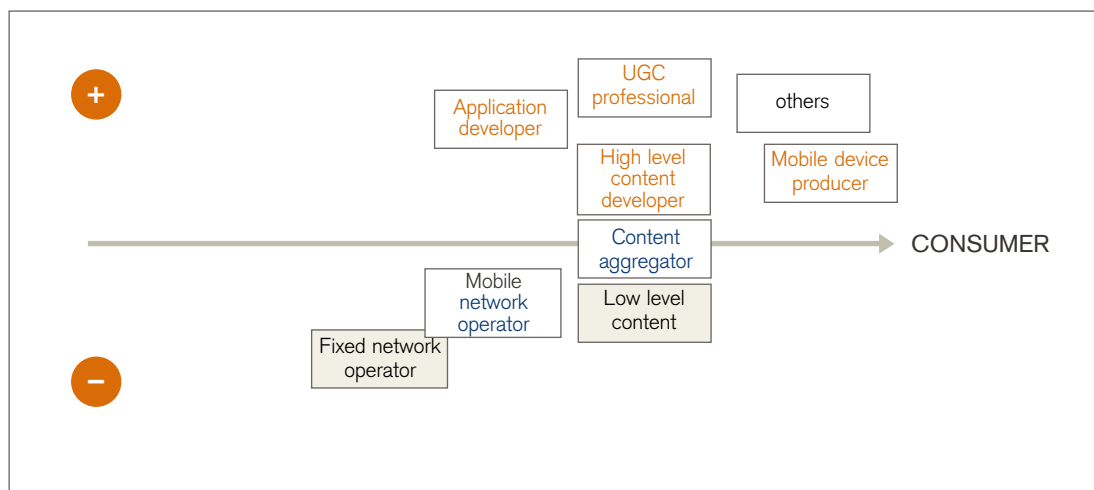 +
UGC
professional
others
Application
developer
High level
content
developer
Mobile device
producer
Content
aggregator
CONSUMER
Mobile
network
operator
Low level
content
Fixed network
operator
−